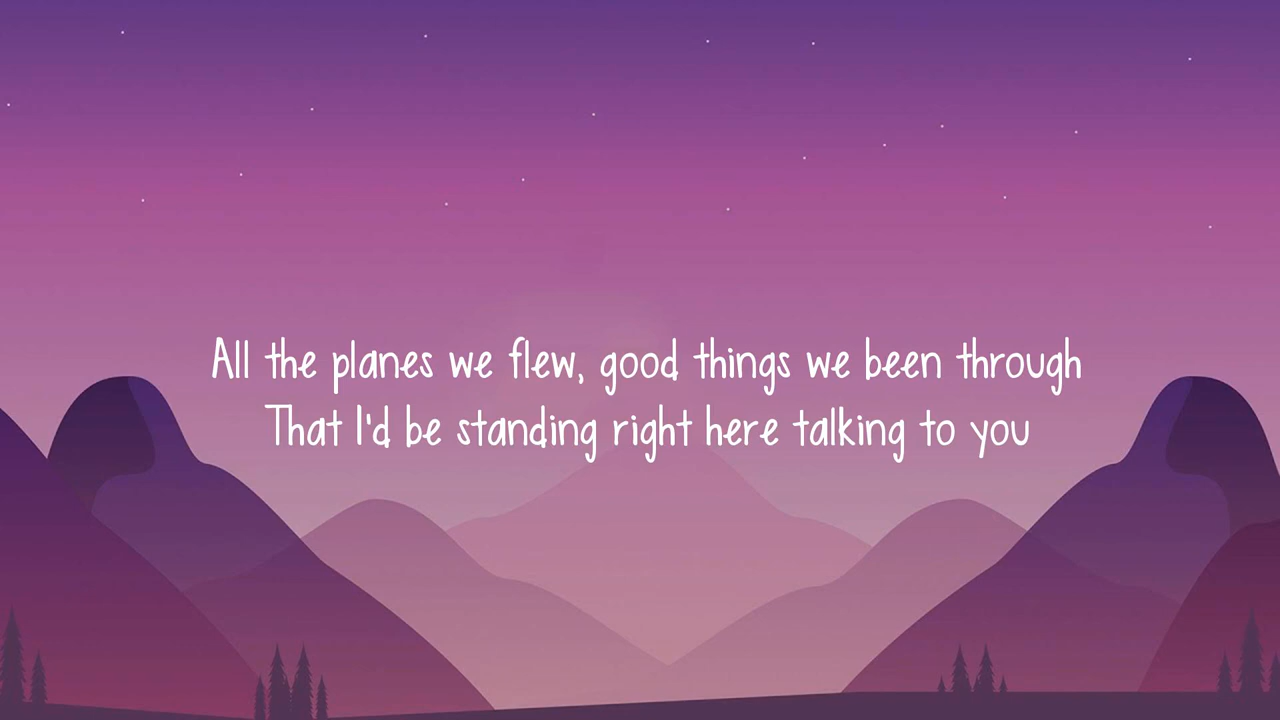 All the planes we flew, good things we been through
That I'd be standing right here talking to you